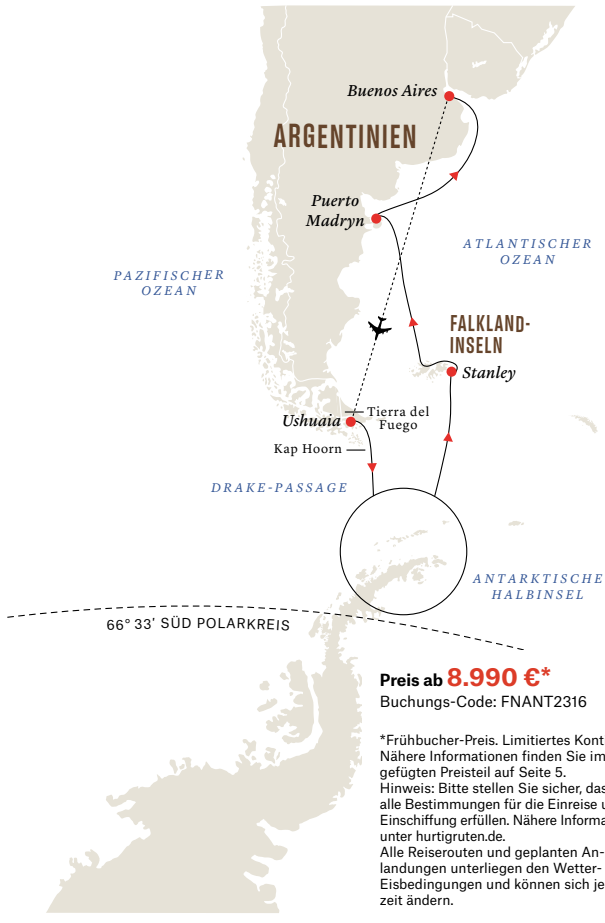 Buenos Aires
ARGENTINIEN
Puerto
Madryn
ATLANTISCHER
OZEAN
PAZIFISCHER
OZEAN
FALKLAND-
INSELN
Stanley
Tierra del
Fuego
Ushuaia
Kap Hoorn
DRAKE-PASSAGE
ANTARKTISCHE
HALBINSEL
66° 33' SÜD POLARKREIS
Preis ab 8.990 €*
Buchungs-Code: FNANT2316
*Frühbucher-Preis. Limitiertes
Nähere Informationen finden Sie im
gefügten Preisteil auf Seite 5.
Hinweis: Bitte stellen Sie sicher,
alle Bestimmungen für die Einreise
Einschiffung erfüllen. Nähere
unter hurtigruten.de.
Alle Reiserouten und geplanten An-
landungen unterliegen den Wetter-
Eisbedingungen und können sich
zeit ändern.